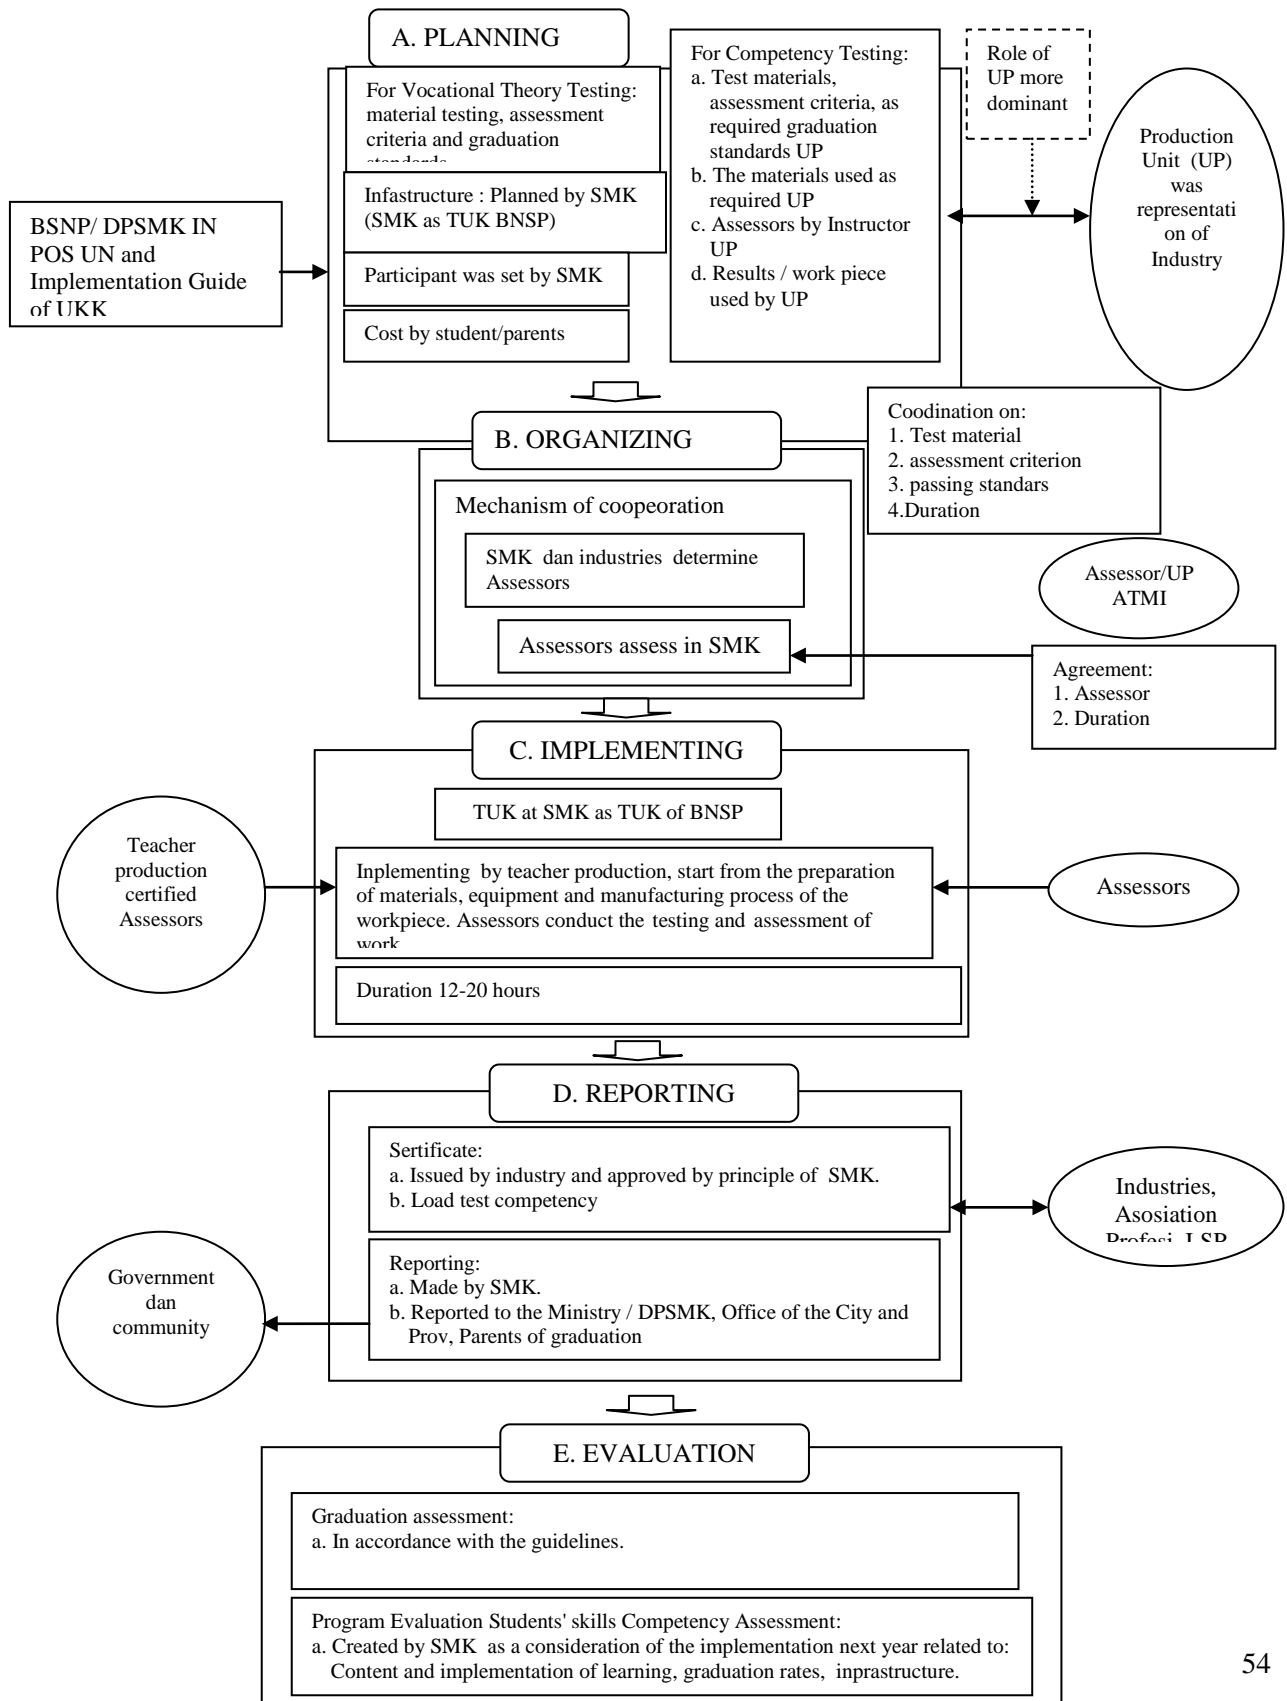 A. PLANNING
For Vocational Theory Testing:
material testing, assessment
criteria and graduation
standards
Infastructure : Planned by SMK
(SMK as TUK BNSP)
Participant was set by SMK
Cost by student/parents
For Competency Testing:
a. Test materials,
assessment criteria, as
required graduation
standards UP
b. The materials used as
required UP
c. Assessors by Instructor
UP
d. Results / work piece
used by UP
Role of
UP more
dominant
Production
Unit (UP)
was
representati
on of
Industry
BSNP/ DPSMK IN
POS UN and
Implementation Guide
of UKK
Coodination on:
1. Test material
2. assessment criterion
3. passing standars
4.Duration
B. ORGANIZING
Mechanism of coopeoration
SMK dan industries determine
Assessors
Assessors assess in SMK
Assessor/UP
ATMI
Agreement:
1. Assessor
2. Duration
C. IMPLEMENTING
TUK at SMK as TUK of BNSP
Teacher
production
certified
Assessors
Inplementing by teacher production, start from the preparation
of materials, equipment and manufacturing process of the
workpiece. Assessors conduct the testing and assessment of
work
Assessors
Duration 12-20 hours
D. REPORTING
Sertificate:
a. Issued by industry and approved by principle of SMK.
b. Load test competency
Industries,
Asosiation
Profesi, LSP
Reporting:
a. Made by SMK.
b. Reported to the Ministry / DPSMK, Office of the City and
Prov, Parents of graduation
Government
dan
community
E. EVALUATION
Graduation assessment:
a. In accordance with the guidelines.
Program Evaluation Students' skills Competency Assessment:
a. Created by SMK as a consideration of the implementation next year related to:
Content and implementation of learning, graduation rates, inprastructure.
54